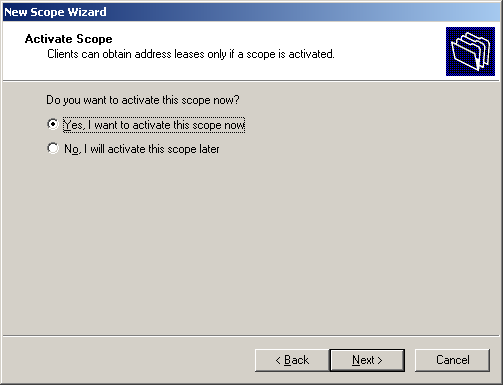 New Scope Wizard
Activate Scope
Clients can obtain address leases only if a scope is activated.
Do you want to activate this scope now?
Yes, I want to activate this scope now
No, I will activate this scope later
< Back
Next >
Cancel